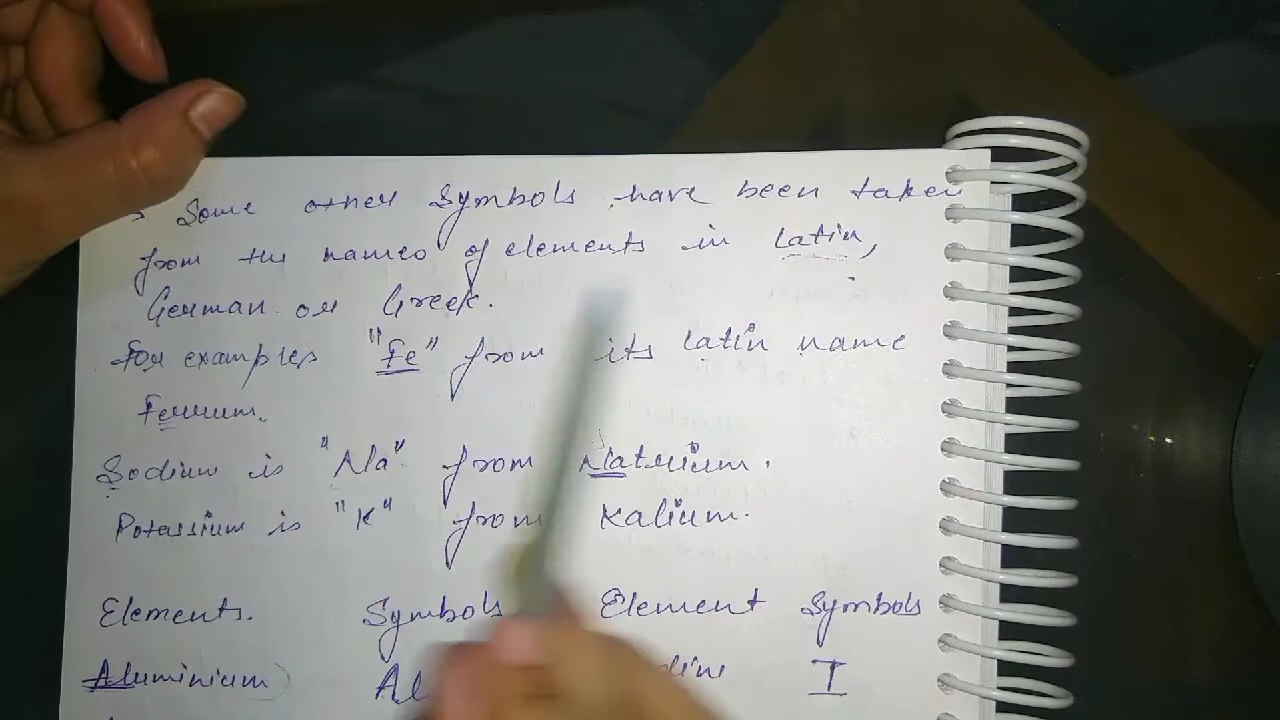 Some other Symbols have been taken
from the names of elements in Latin,
German or Greek.
For examples "Fe" from its Latin name
Ferrum.
Sodium is "Na" from Naterium.
Potassium is "K" from Kalium.
Elements. Symbols Element Symbols
Aluminium Al I